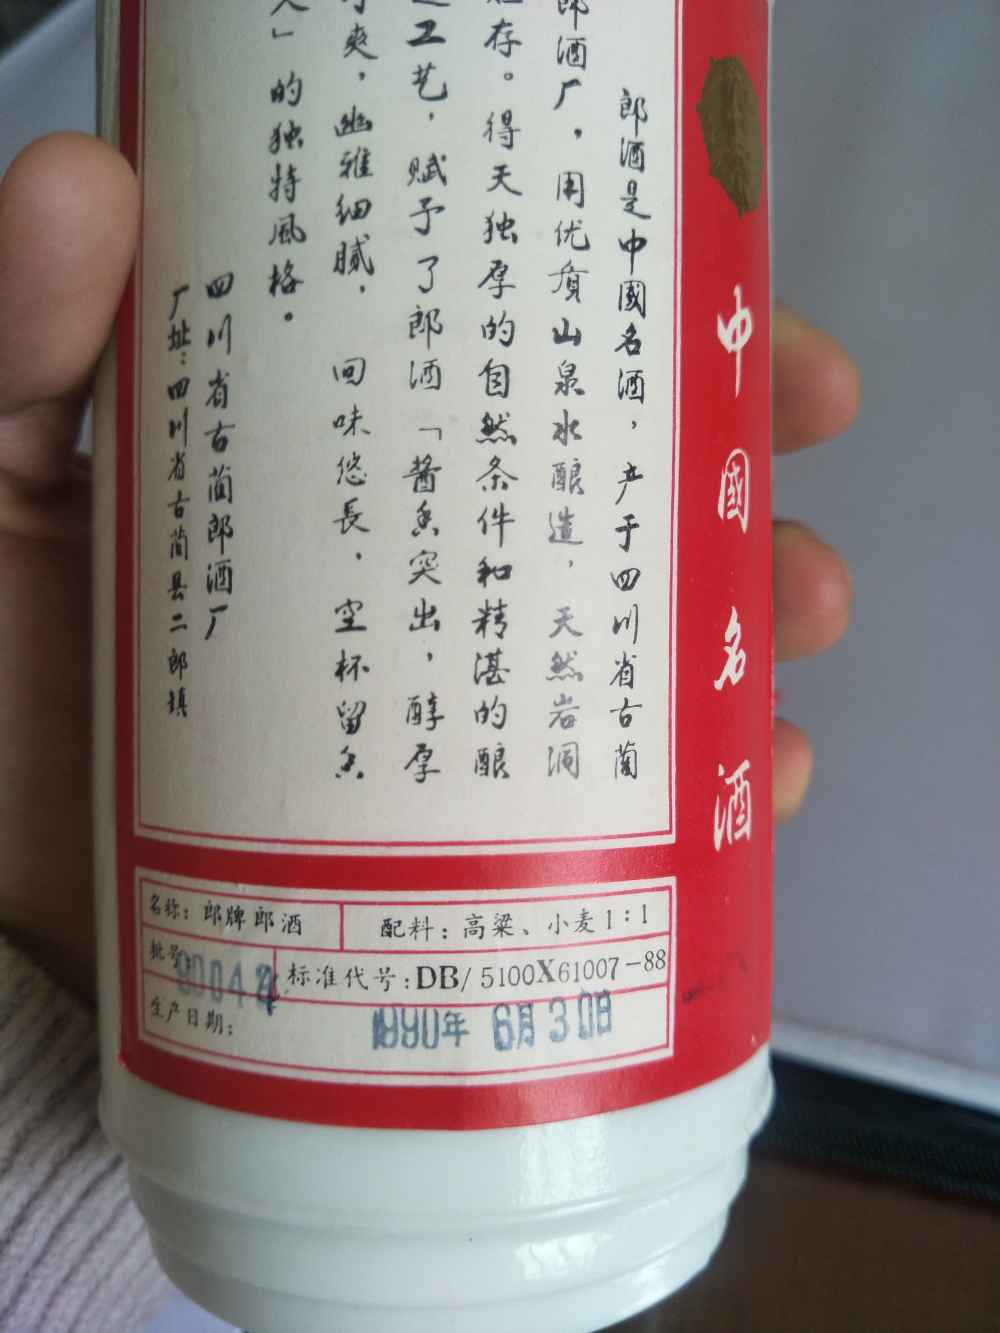 中國名酒
郎酒是中國名酒，产于四川省古蔺
郎酒厂，用优质山泉水酿造，天然岩洞
贮存。得天独厚的自然条件和精湛的酿
造工艺，赋予了郎酒「酱香突出，醇厚
爽，幽雅细腻，回味悠長，空杯留香
」的独特風格。
四川省古蔺郎酒厂
厂址：四川省古蔺县二郎镇
名称：郎牌郎酒
配料：高粱、小麦1：1
批号：
标准代号：DB/5100X61007-88
生产日期：1990年6月30日